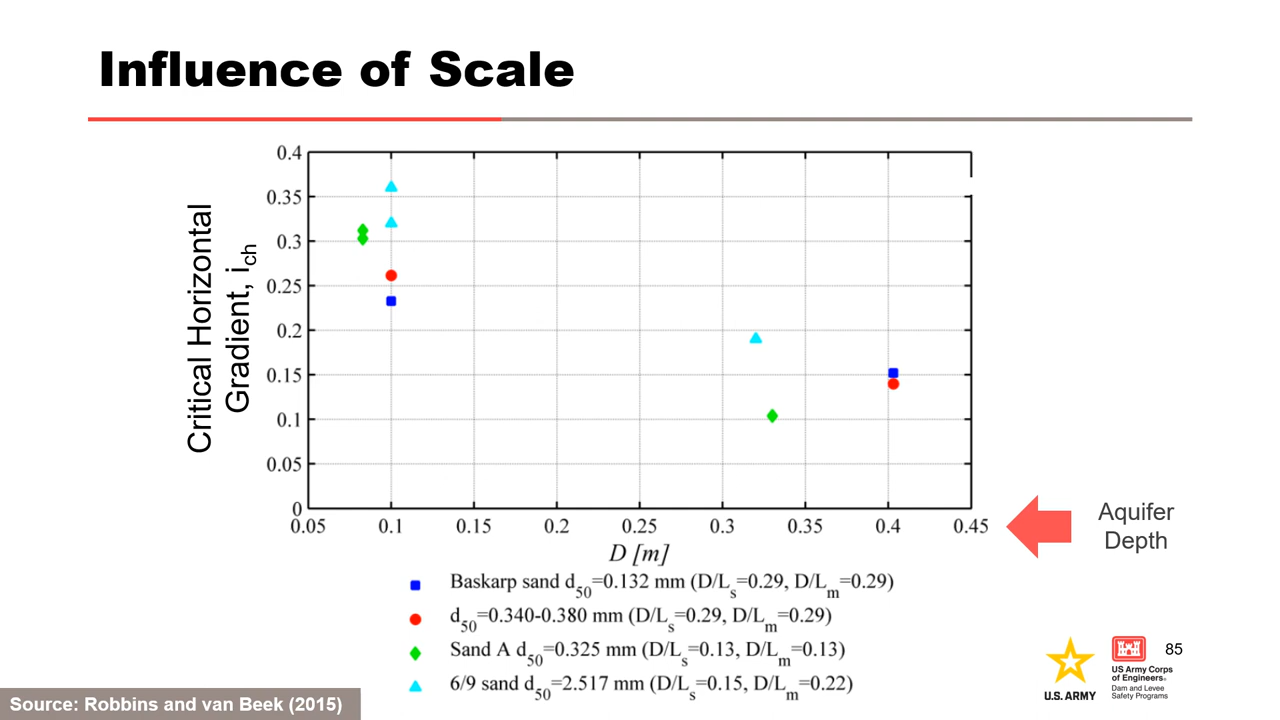 Influence of Scale
Critical Horizontal
Gradient, ich
0.4
0.35
0.3
0.25
0.2
0.15
0.1
0.05
0
0.05 0.1 0.15 0.2 0.25 0.3 0.35 0.4 0.45
D [m]
Aquifer
Depth
Baskarp sand d50=0.132 mm (D/Ls=0.29, D/Lm=0.29)
d50=0.340-0.380 mm (D/Ls=0.29, D/Lm=0.29)
Sand A d50=0.325 mm (D/Ls=0.13, D/Lm=0.13)
6/9 sand d50=2.517 mm (D/Ls=0.15, D/Lm=0.22)
85
U.S. ARMY
US Army Corps
of Engineers®
Dam and Levee
Safety Programs
Source: Robbins and van Beek (2015)